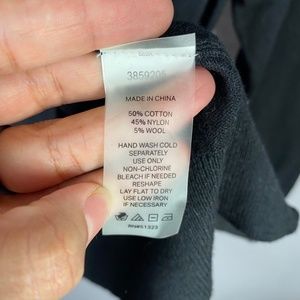 3859205
MADE IN CHINA
50% COTTON
45% NYLON
5% WOOL
HAND WASH COLD
SEPARATELY
USE ONLY
NON-CHLORINE
BLEACH IF NEEDED
RESHAPE
LAY FLAT TO DRY
USE LOW IRON
IF NECESSARY